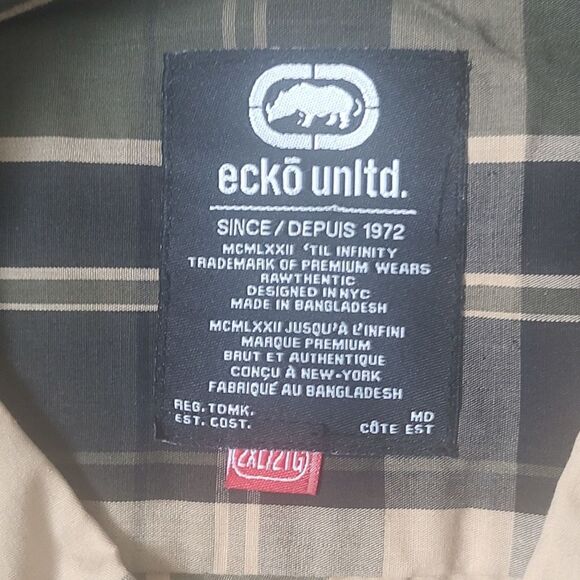 eckō unltd.
SINCE/DEPUIS 1972
MCMLXXII 'TIL INFINITY
TRADEMARK OF PREMIUM WEARS
RAWTHENTIC
DESIGNED IN NYC
MADE IN BANGLADESH
MCMLXXII JUSQU'À L'INFINI
MARQUE PREMIUM
BRUT ET AUTHENTIQUE
CONÇU À NEW-YORK
FABRIQUÉ AU BANGLADESH
REG. TDMK. MD
EST. COST. CÔTE EST
2XL/2TG